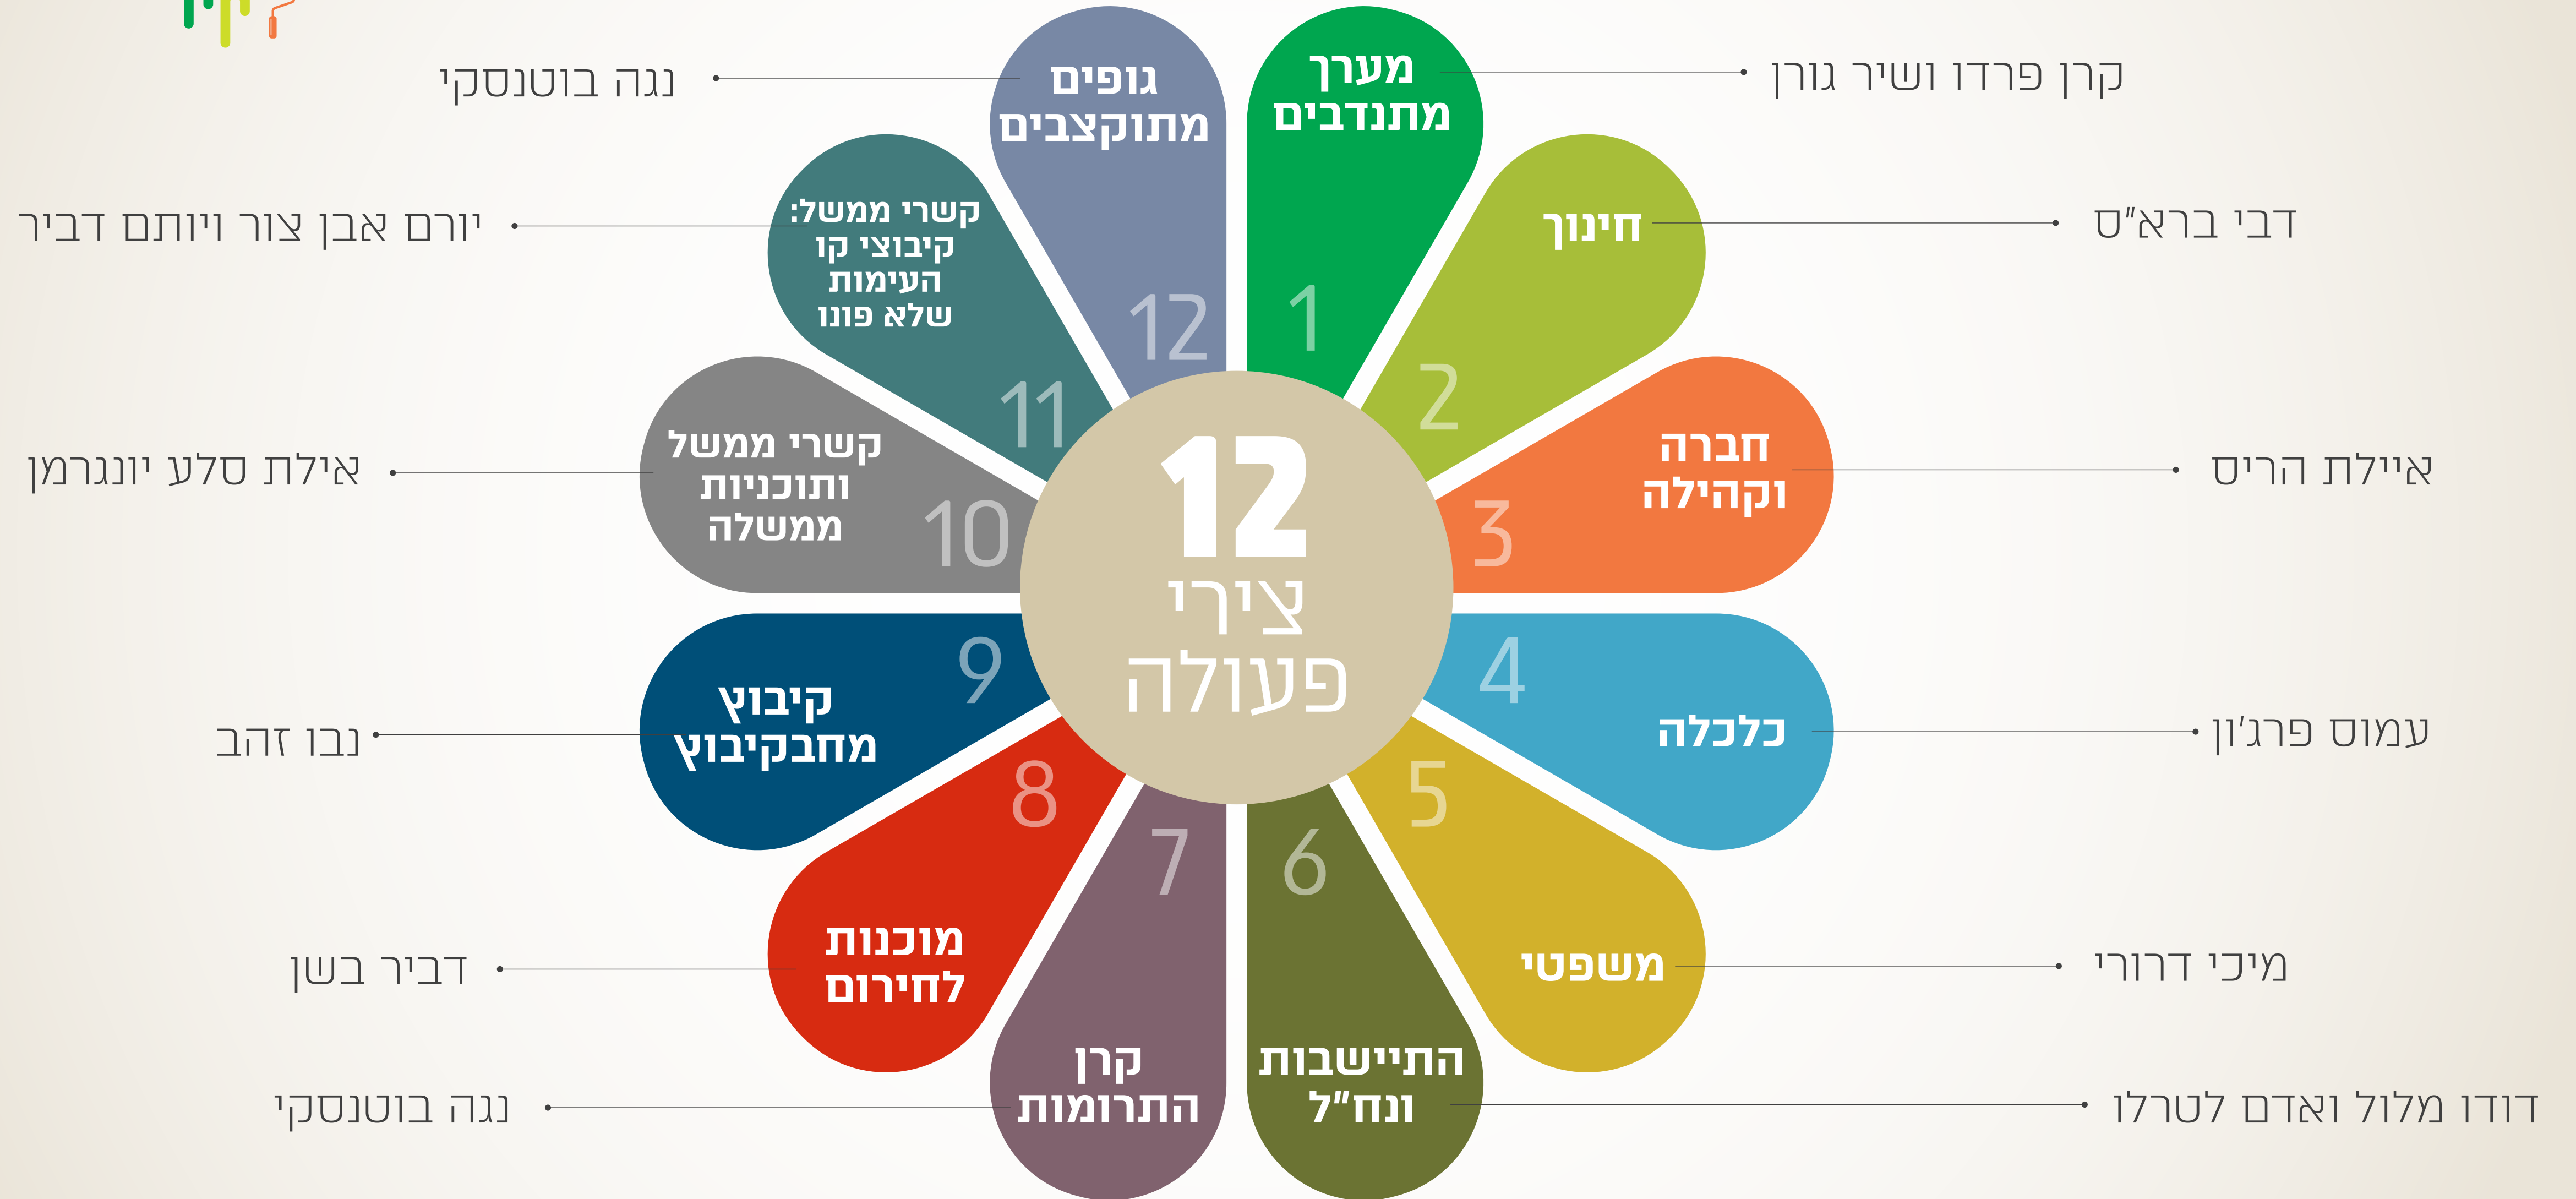 12
צירי
פעולה
מערך
מתנדבים
1
קרן פרדו ושיר גורן
חינוך
2
דבי ברא"ס
חברה
וקהילה
3
איילת הריס
כלכלה
4
עמוס פרג'ון
משפטי
5
מיכי דרורי
התיישבות
ונח"ל
6
דודו מלול ואדם לטרלו
קרן
התרומות
7
נגה בוטנסקי
מוכנות
לחירום
8
דביר בשן
קיבוץ
מחבקיבוץ
9
נבו זהב
קשרי ממשל
ותוכניות
ממשלה
10
אילת סלע יונגרמן
קשרי ממשל:
קיבוצי קו
העימות
שלא פונו
11
יורם אבן צור ויותם דביר
גופים
מתוקצבים
12
נגה בוטנסקי